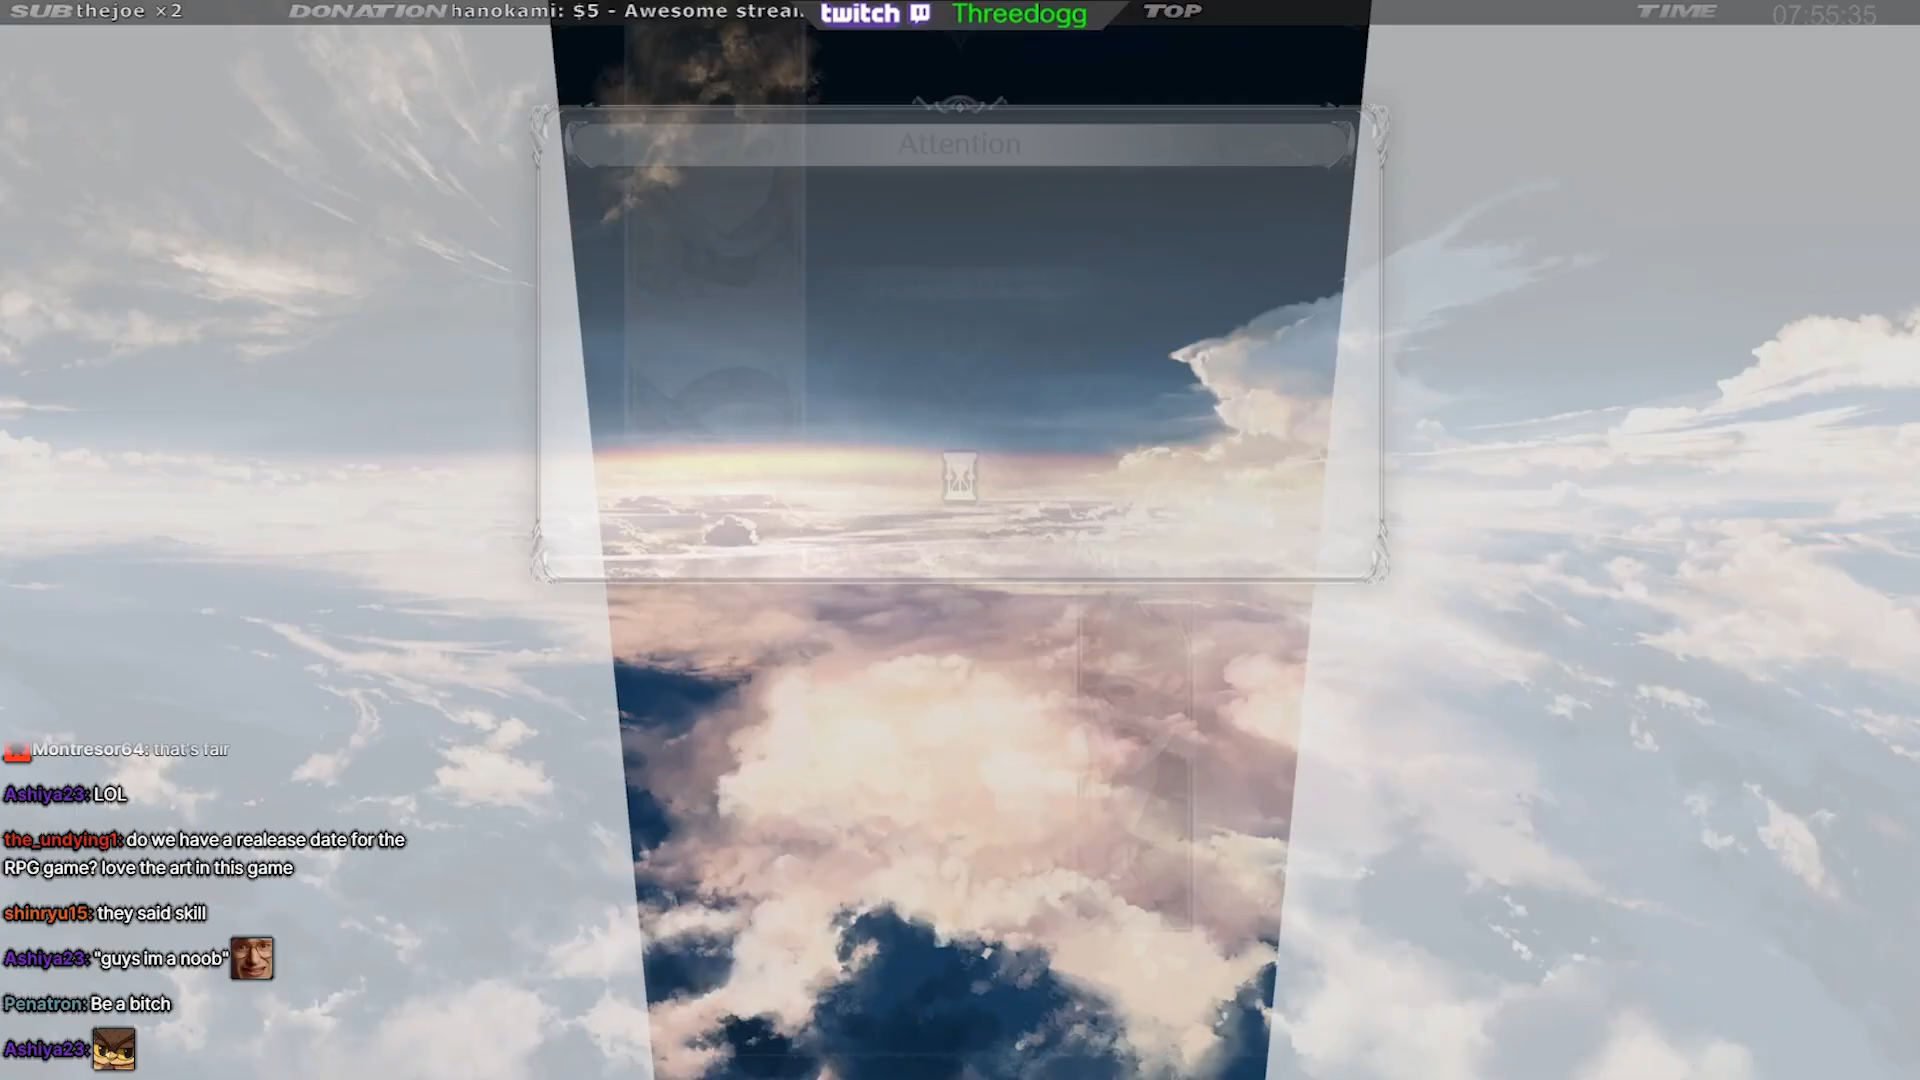 SUB thejoe ×2 DONATION hanokami: $5 - Awesome stream twitch Threedogg TOP TIME 07:55:35
Attention
Montresor64: that's fair
Ashiya23: LOL
the_undying1: do we have a realease date for the
RPG game? love the art in this game
shinryu15: they said skill
Ashiya23: "guys im a noob"
Penatron: Be a bitch
Ashiya23: